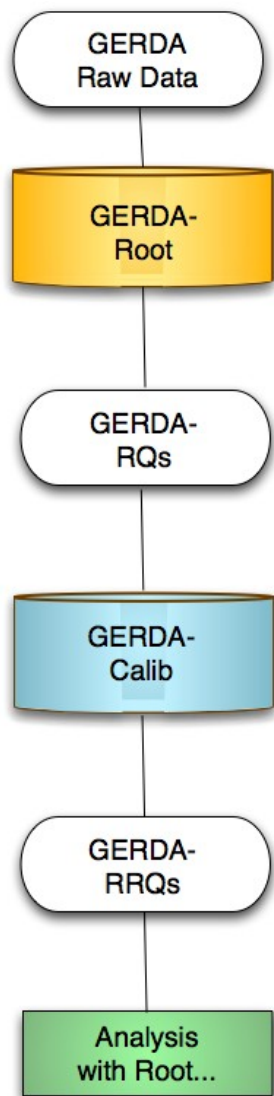 GERDA
Raw Data
GERDA-
Root
GERDA-
RQs
GERDA-
Calib
GERDA-
RRQs
Analysis
with Root...